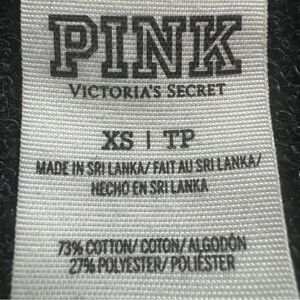 PINK
VICTORIA'S SECRET
XS | TP
MADE IN SRI LANKA/ FAIT AU SRI LANKA/
HECHO EN SRI LANKA
73% COTTON/ COTON/ ALGODÓN
27% POLYESTER/ POLIÉSTER